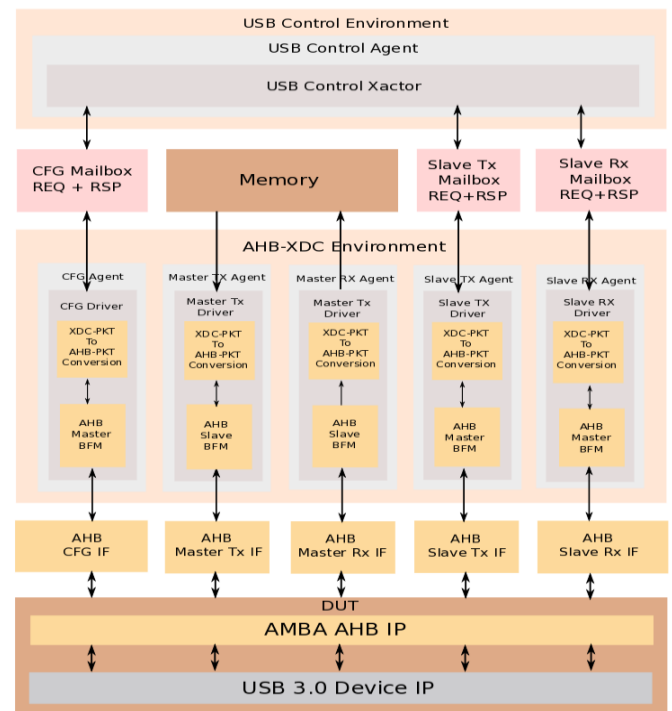 USB Control Environment
USB Control Agent
USB Control Xactor
CFG Mailbox
REQ + RSP
Memory
Slave Tx
Mailbox
REQ+RSP
Slave Rx
Mailbox
REQ+RSP
AHB-XDC Environment
CFG Agent
CFG Driver
XDC-PKT
To
AHB-PKT
Conversion
AHB
Master
BFM
Master TX Agent
Master Tx
Driver
XDC-PKT
To
AHB-PKT
Conversion
AHB
Slave
BFM
Master RX Agent
Master Tx
Driver
XDC-PKT
To
AHB-PKT
Conversion
AHB
Slave
BFM
Slave TX Agent
Slave TX
Driver
XDC-PKT
To
AHB-PKT
Conversion
AHB
Master
BFM
Slave RX Agent
Slave RX
Driver
XDC-PKT
To
AHB-PKT
Conversion
AHB
Master
BFM
AHB
CFG IF
AHB
Master Tx IF
AHB
Master Rx IF
AHB
Slave Tx IF
AHB
Slave Rx IF
DUT
AMBA AHB IP
USB 3.0 Device IP